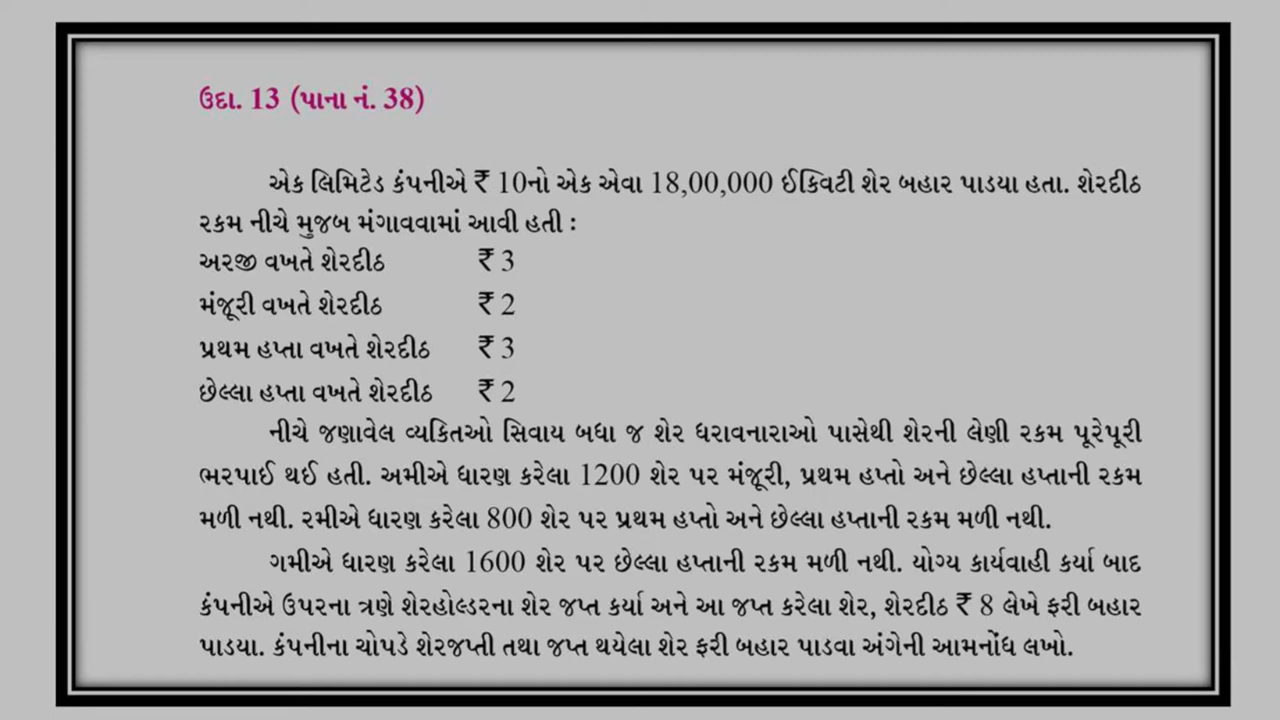 ઉદા. 13 (પાના નં. 38)
એક લિમિટેડ કંપનીએ ₹ 10નો એક એવા 18,00,000 ઈક્વિટી શેર બહાર પાડયા હતા. શેરદીઠ
રકમ નીચે મુજબ મંગાવવામાં આવી હતી :
અરજી વખતે શેરદીઠ ₹ 3
મંજૂરી વખતે શેરદીઠ ₹ 2
પ્રથમ હપ્તા વખતે શેરદીઠ ₹ 3
છેલ્લા હપ્તા વખતે શેરદીઠ ₹ 2
નીચે જણાવેલ વ્યકિતઓ સિવાય બધા જ શેર ધરાવનારાઓ પાસેથી શેરની લેણી રકમ પૂરેપૂરી
ભરપાઈ થઈ હતી. અમીએ ધારણ કરેલા 1200 શેર પર મંજૂરી, પ્રથમ હપ્તો અને છેલ્લા હપ્તાની રકમ
મળી નથી. રમીએ ધારણ કરેલા 800 શેર પર પ્રથમ હપ્તો અને છેલ્લા હપ્તાની રકમ મળી નથી.
ગમીએ ધારણ કરેલા 1600 શેર પર છેલ્લા હપ્તાની રકમ મળી નથી. યોગ્ય કાર્યવાહી કર્યા બાદ
કંપનીએ ઉપરના ત્રણે શેરહોલ્ડરના શેર જપ્ત કર્યા અને આ જપ્ત કરેલા શેર, શેરદીઠ ₹ 8 લેખે ફરી બહાર
પાડયા. કંપનીના ચોપડે શેરજપ્તી તથા જપ્ત થયેલા શેર ફરી બહાર પાડવા અંગેની આમનોંધ લખો.